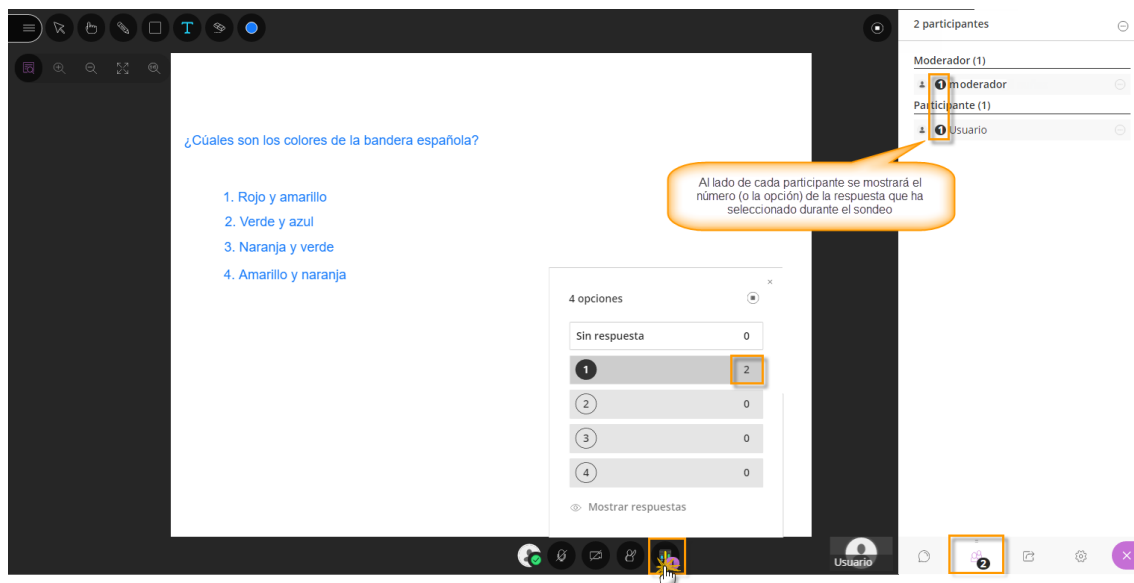 2 participantes
Moderador (1)
1 moderador
Participante (1)
1 Usuario
¿Cúales son los colores de la bandera española?
1. Rojo y amarillo
2. Verde y azul
3. Naranja y verde
4. Amarillo y naranja
Al lado de cada participante se mostrará el
número (o la opción) de la respuesta que ha
seleccionado durante el sondeo
4 opciones
Sin respuesta 0
1 2
2 0
3 0
4 0
Mostrar respuestas
Usuario
2